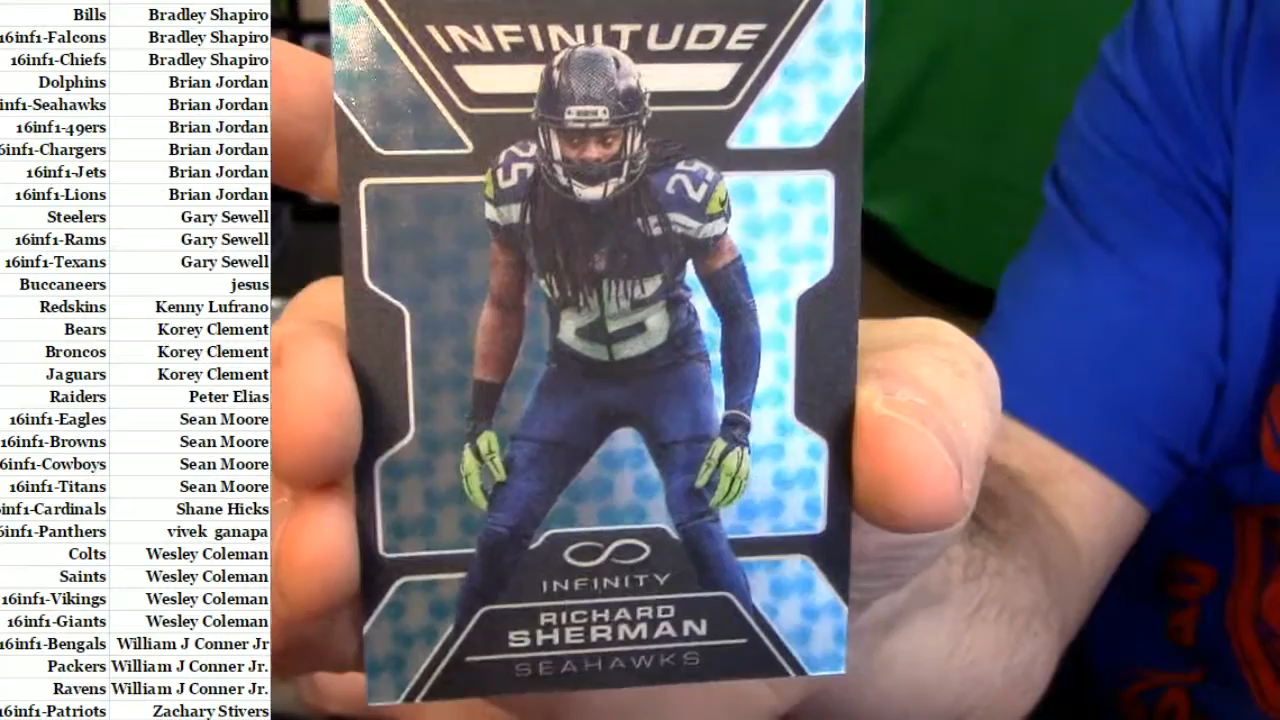 Bills Bradley Shapiro
16inf1-Falcons Bradley Shapiro
16inf1-Chiefs Bradley Shapiro
Dolphins Brian Jordan
inf1-Seahawks Brian Jordan
16inf1-49ers Brian Jordan
6inf1-Chargers Brian Jordan
16inf1-Jets Brian Jordan
16inf1-Lions Brian Jordan
Steelers Gary Sewell
16inf1-Rams Gary Sewell
16inf1-Texans Gary Sewell
Buccaneers jesus
Redskins Kenny Lufrano
Bears Korey Clement
Broncos Korey Clement
Jaguars Korey Clement
Raiders Peter Elias
16inf1-Eagles Sean Moore
16inf1-Browns Sean Moore
6inf1-Cowboys Sean Moore
16inf1-Titans Sean Moore
inf1-Cardinals Shane Hicks
6inf1-Panthers vivek ganapa
Colts Wesley Coleman
Saints Wesley Coleman
16inf1-Vikings Wesley Coleman
16inf1-Giants Wesley Coleman
16inf1-Bengals William J Conner Jr
Packers William J Conner Jr.
Ravens William J Conner Jr.
16inf1-Patriots Zachary Stivers
INFINITUDE
25
25
25
INFINITY
RICHARD
SHERMAN
SEAHAWKS